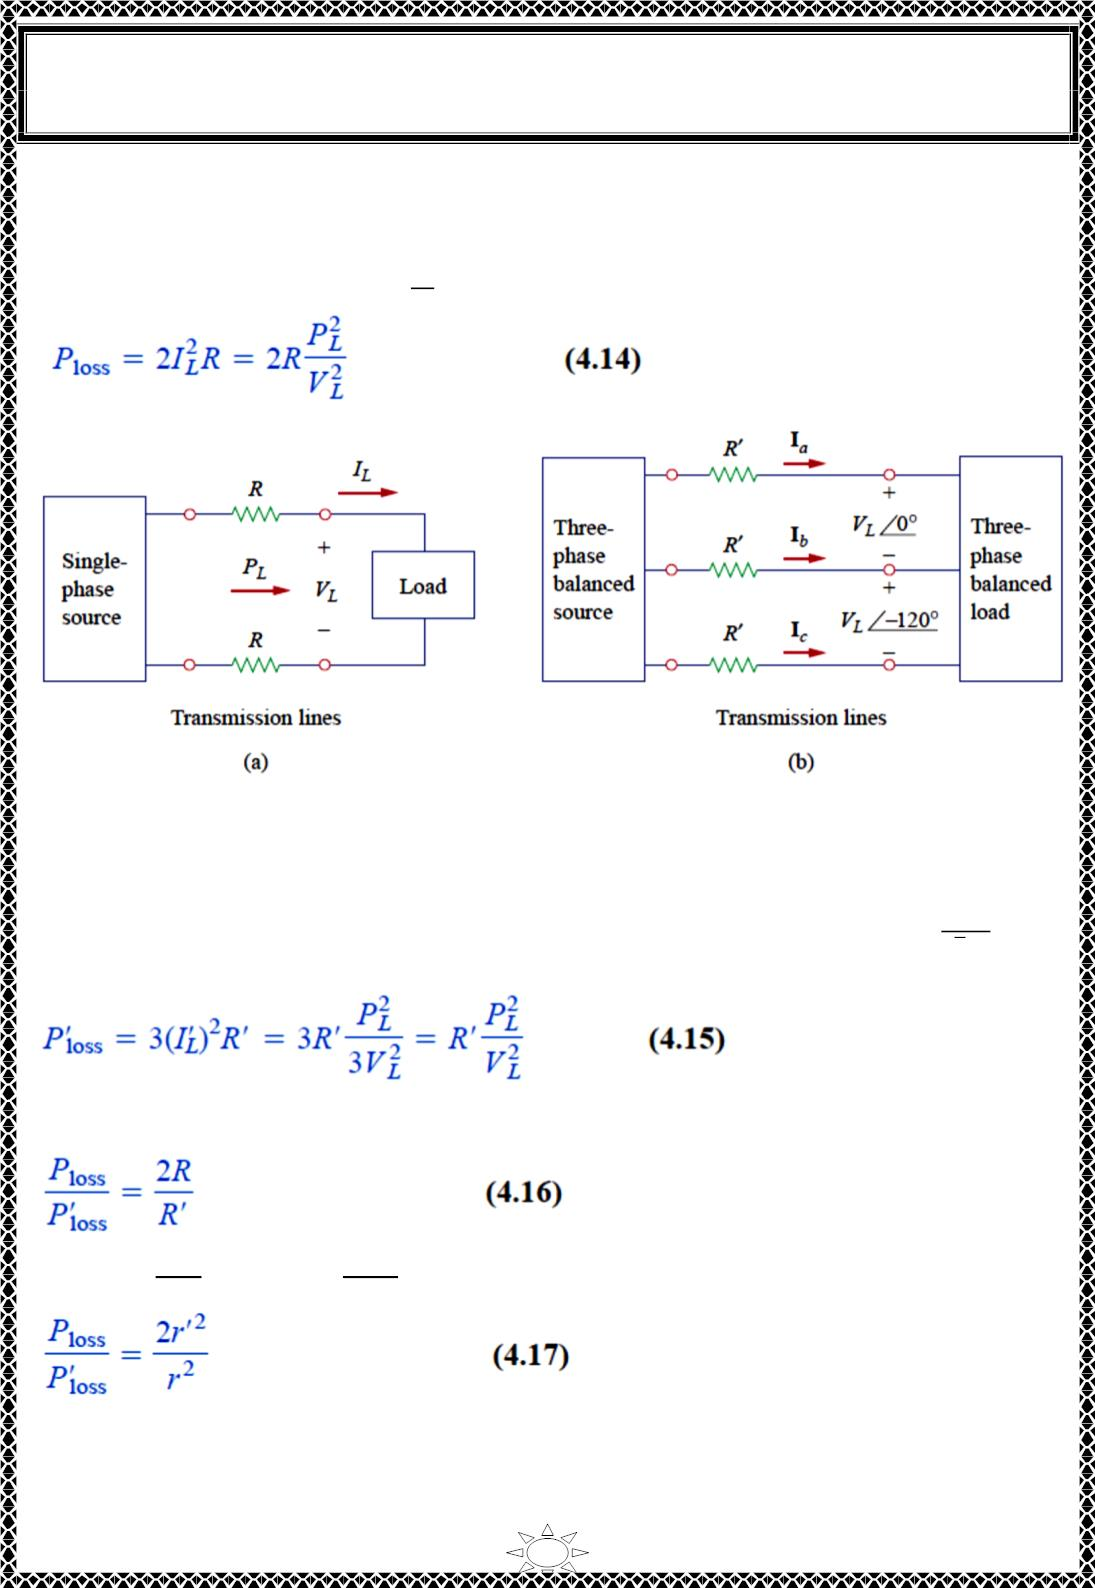 P_loss = 2I_L^2 R = 2R P_L^2 / V_L^2 (4.14)
Single-
phase
source
R
I_L
+
P_L
V_L
−
R
Load
Transmission lines
(a)
Three-
phase
balanced
source
R′
I_a
+
V_L ∠0°
R′
I_b
−
+
V_L ∠−120°
R′
I_c
−
Three-
phase
balanced
load
Transmission lines
(b)
P′_loss = 3(I′_L)^2 R′ = 3R′ P_L^2 / 3V_L^2 = R′ P_L^2 / V_L^2 (4.15)
P_loss / P′_loss = 2R / R′ (4.16)
P_loss / P′_loss = 2r′^2 / r^2 (4.17)